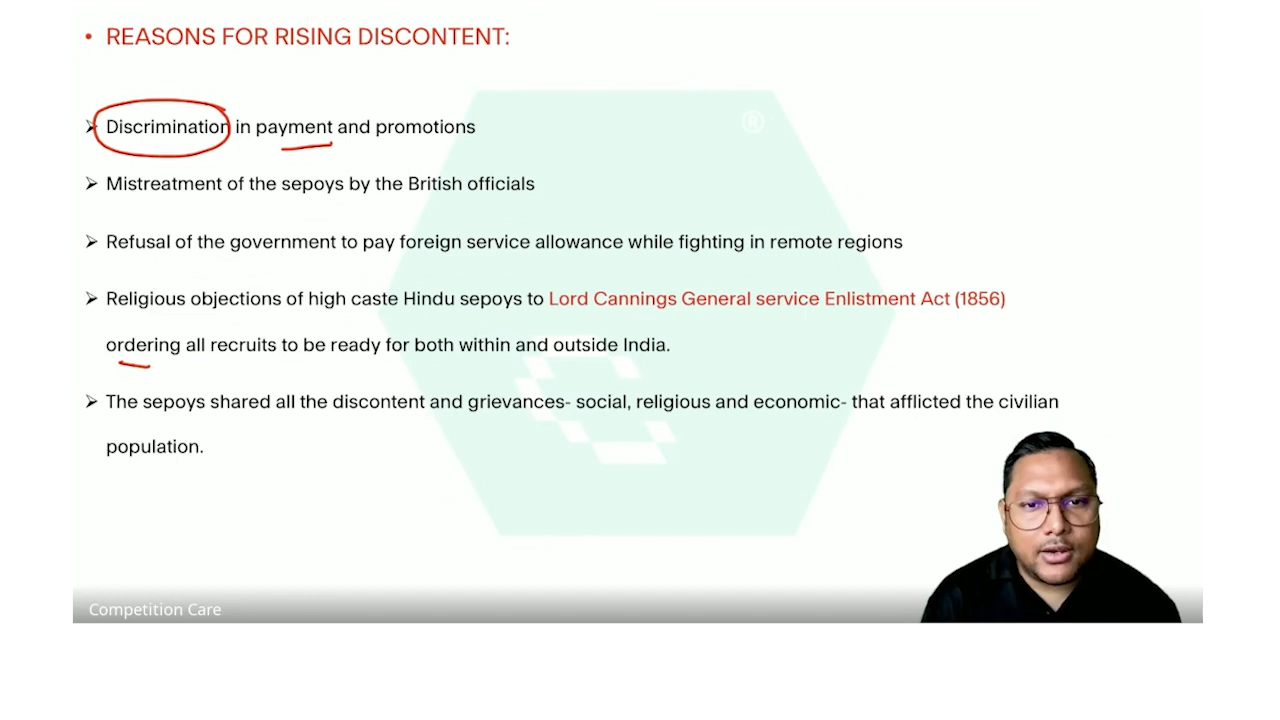 • REASONS FOR RISING DISCONTENT:
➢ Discrimination in payment and promotions
®
➢ Mistreatment of the sepoys by the British officials
➢ Refusal of the government to pay foreign service allowance while fighting in remote regions
➢ Religious objections of high caste Hindu sepoys to Lord Cannings General service Enlistment Act (1856)
ordering all recruits to be ready for both within and outside India.
➢ The sepoys shared all the discontent and grievances- social, religious and economic- that afflicted the civilian
population.
Competition Care